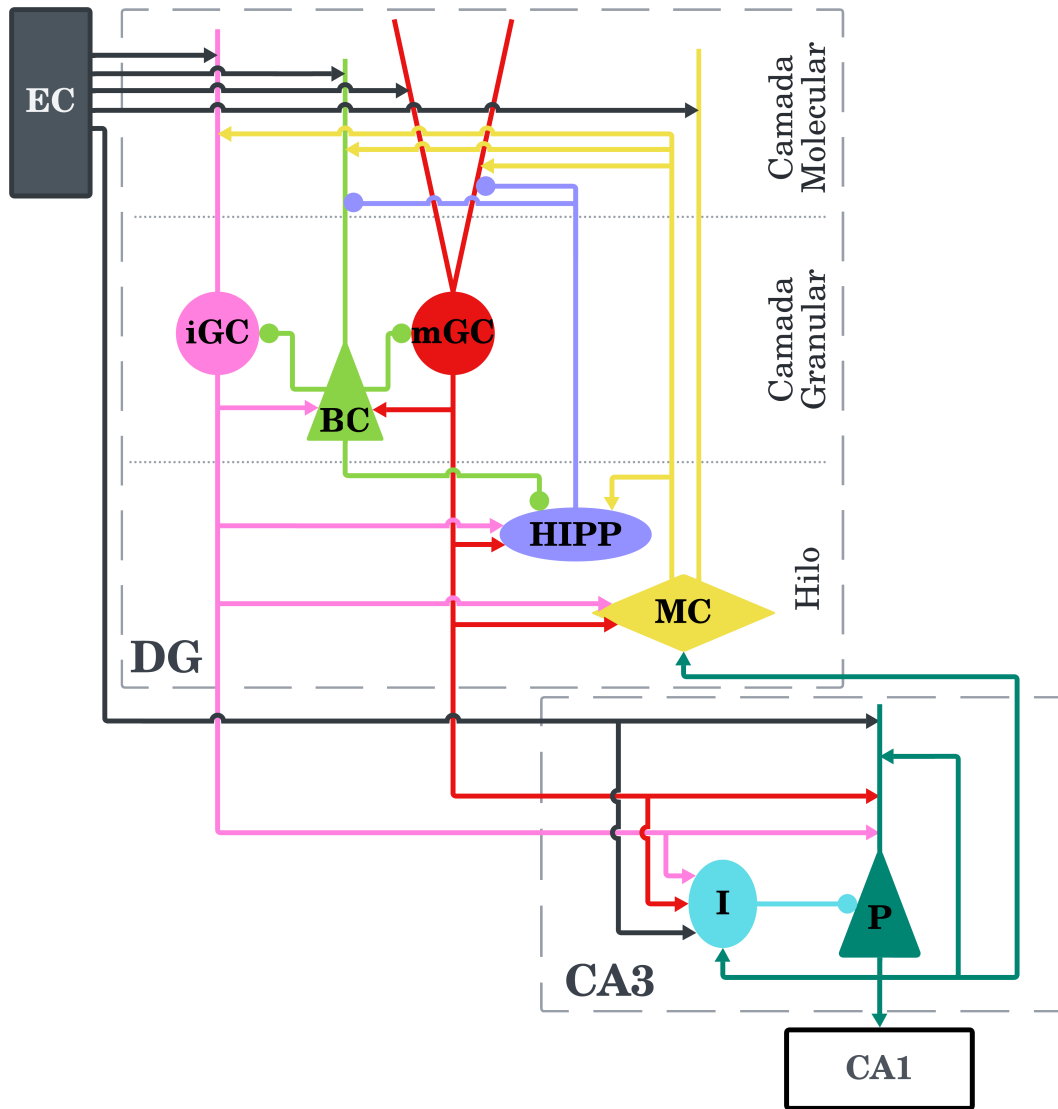 EC
Camada
Molecular
iGC
mGC
Camada
Granular
BC
HIPP
Hilo
MC
DG
I
P
CA3
CA1